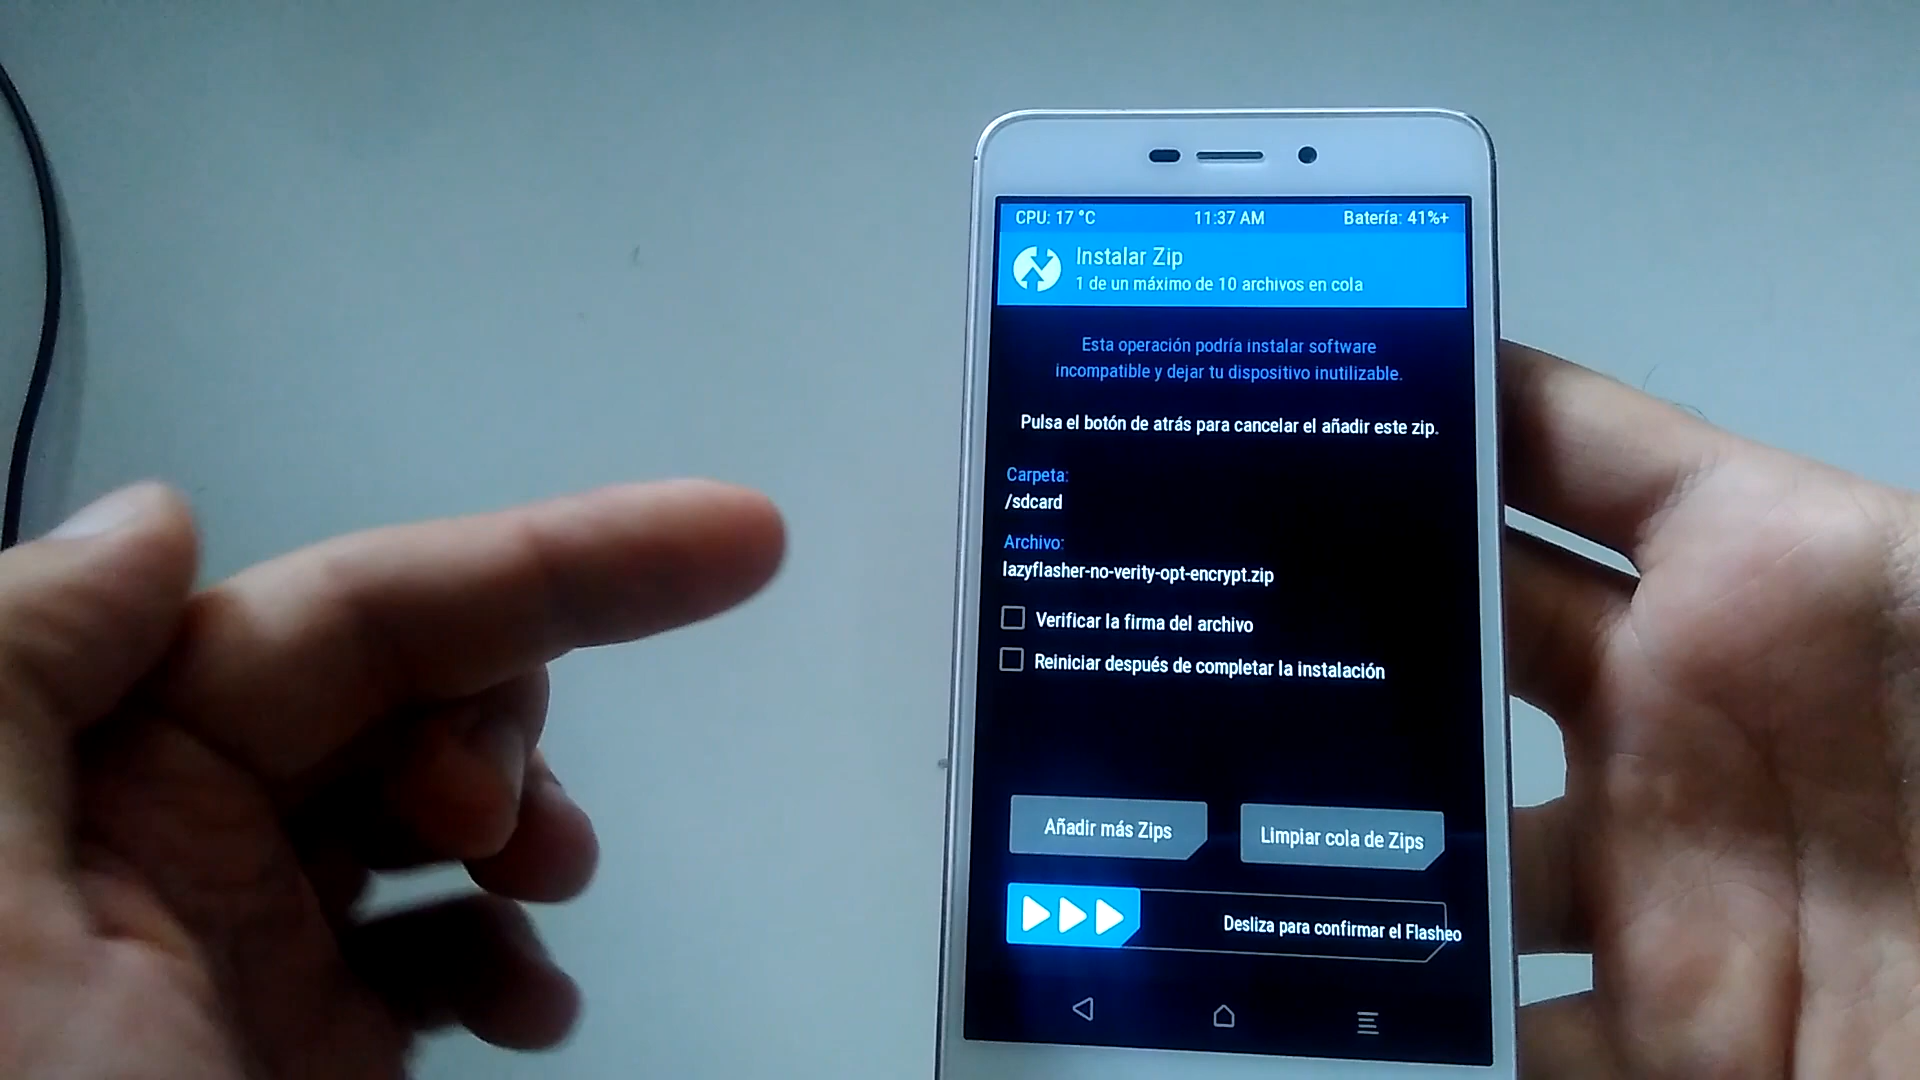 CPU: 17 °C 11:37 AM Batería: 41%+
Instalar Zip
1 de un máximo de 10 archivos en cola
Esta operación podría instalar software
incompatible y dejar tu dispositivo inutilizable.
Pulsa el botón de atrás para cancelar el añadir este zip.
Carpeta:
/sdcard
Archivo:
lazyflasher-no-verity-opt-encrypt.zip
Verificar la firma del archivo
Reiniciar después de completar la instalación
Añadir más Zips
Limpiar cola de Zips
Desliza para confirmar el Flasheo